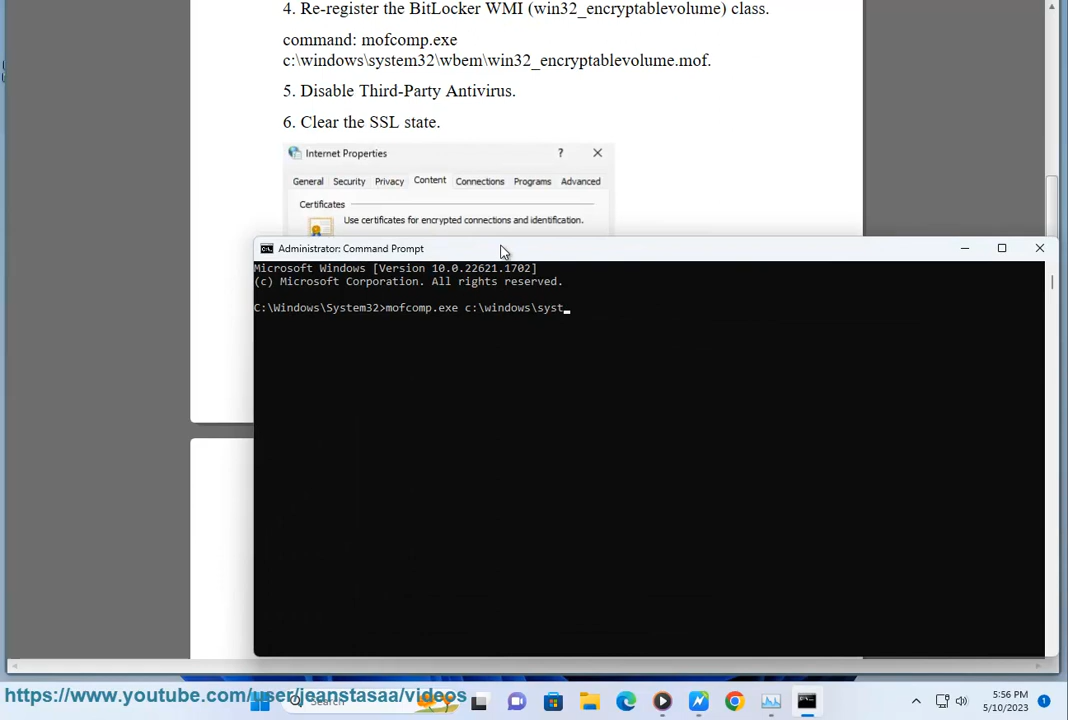 4. Re-register the BitLocker WMI (win32_encryptablevolume) class.
command: mofcomp.exe
c:\windows\system32\wbem\win32_encryptablevolume.mof.
5. Disable Third-Party Antivirus.
6. Clear the SSL state.
Internet Properties
?
General Security Privacy Content Connections Programs Advanced
Certificates
Use certificates for encrypted connections and identification.
Administrator: Command Prompt
Microsoft Windows [Version 10.0.22621.1702]
(c) Microsoft Corporation. All rights reserved.
C:\Windows\System32>mofcomp.exe c:\windows\syst
https://www.youtube.com/user/jeanstasaa/videos
Search
5:56 PM
5/10/2023
1